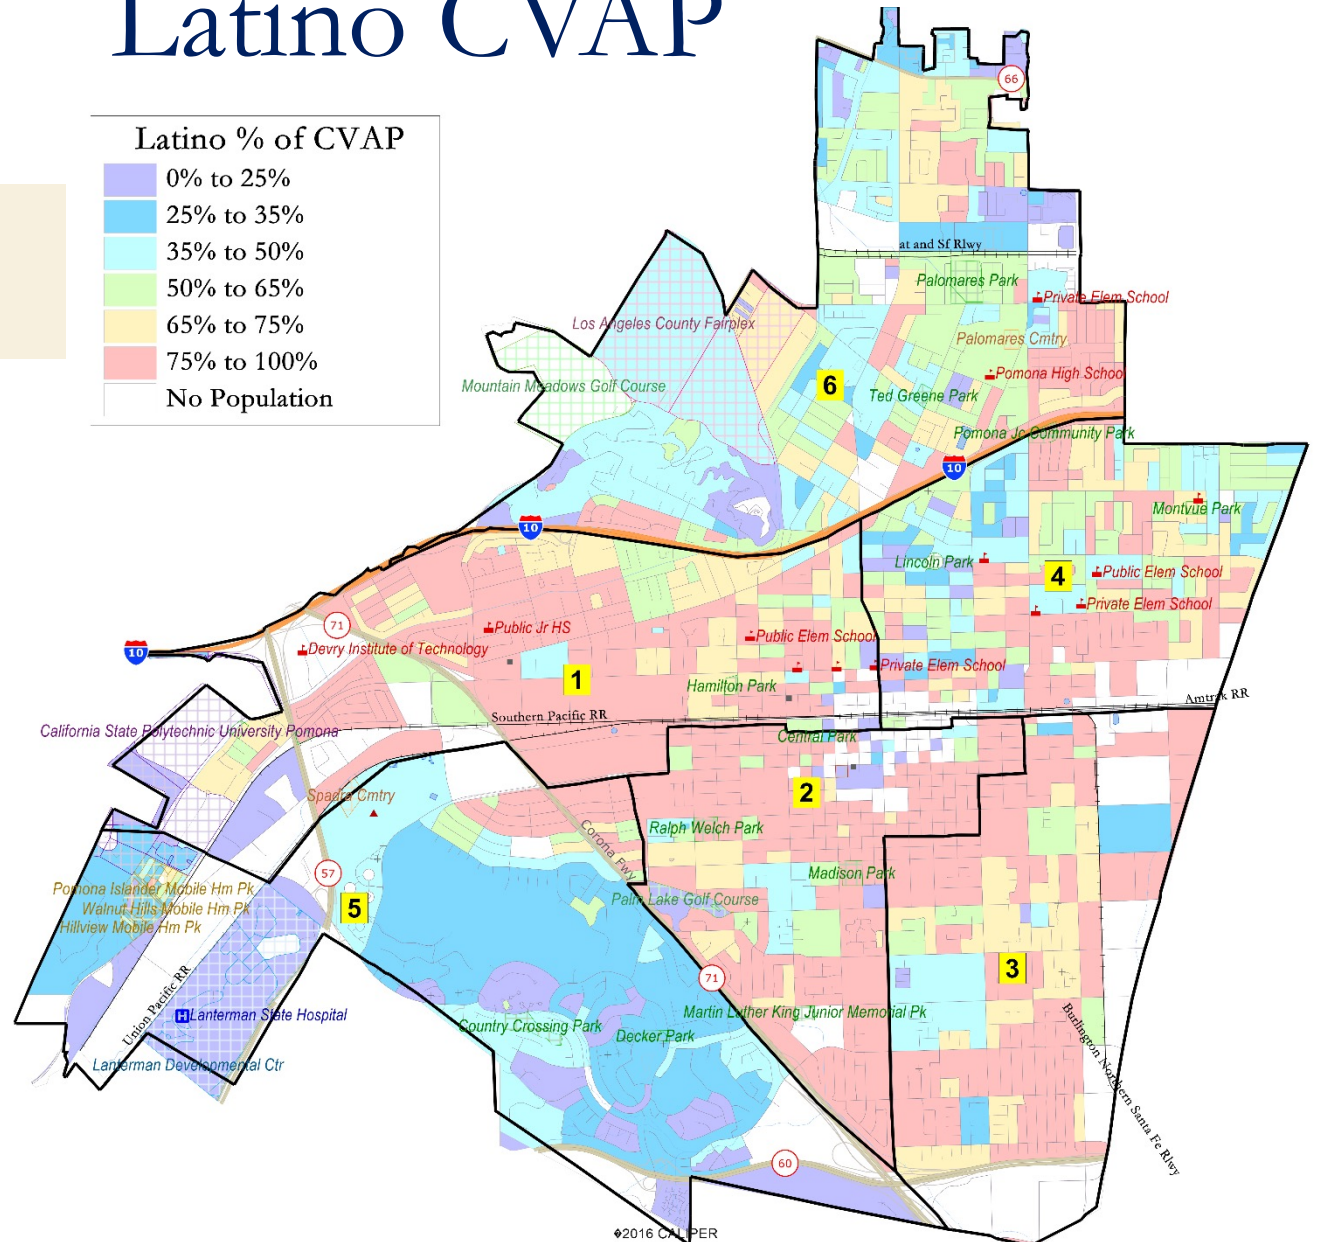 Latino CVAP
Latino % of CVAP
0% to 25%
25% to 35%
35% to 50%
50% to 65%
65% to 75%
75% to 100%
No Population
66
at and Sf Rlwy
Palomares Park
Private Elem School
Los Angeles County Fairplex
Palomares Cmtry
Pomona High School
Mountain Meadows Golf Course
6
Ted Greene Park
Pomona Jc Community Park
10
Montvue Park
10
Lincoln Park
4
Public Elem School
Private Elem School
71
Public Jr HS
Public Elem School
10
Devry Institute of Technology
Private Elem School
1
Hamilton Park
Amtrak RR
Southern Pacific RR
California State Polytechnic University Pomona
Central Park
2
Spadra Cmtry
Ralph Welch Park
Corona Fwy
57
Madison Park
Pomona Islander Mobile Hm Pk
Palm Lake Golf Course
Walnut Hills Mobile Hm Pk
5
Hillview Mobile Hm Pk
3
71
Union Pacific RR
Lanterman State Hospital
Martin Luther King Junior Memorial Pk
Country Crossing Park
Decker Park
Burlington Northern Santa Fe Rlwy
Lanterman Developmental Ctr
60
�2016 CALIPER